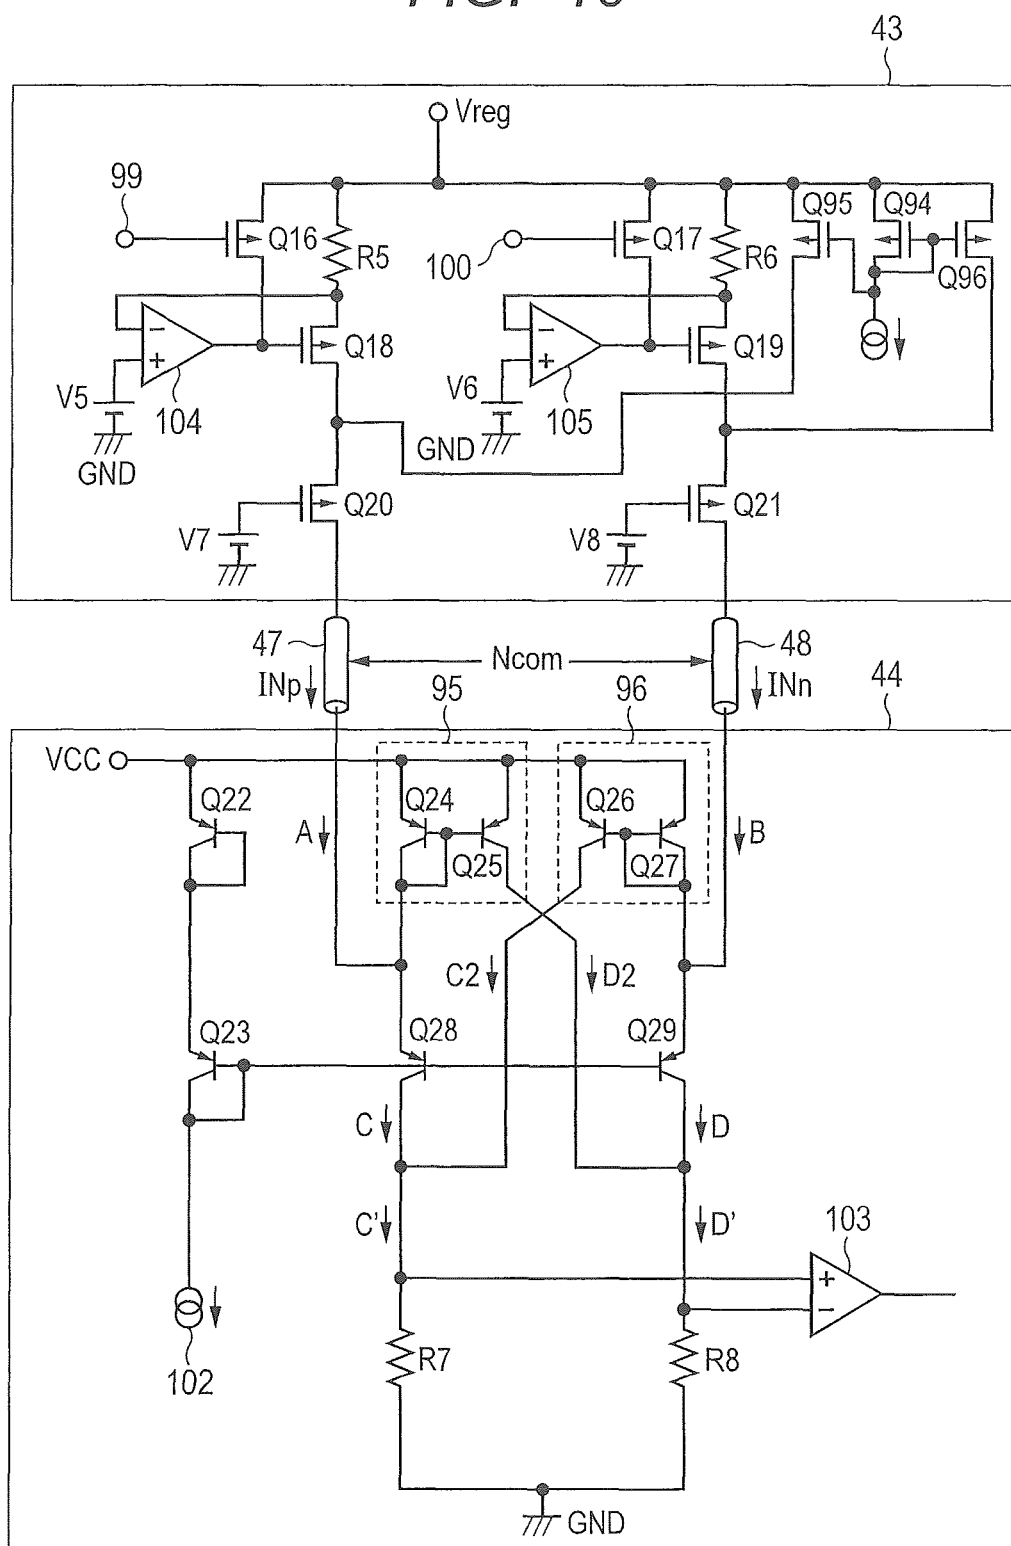 43
Vreg
99
Q16
R5
100
Q17
R6
Q95
Q94
Q96
−
+
104
Q18
V5
GND
−
+
105
Q19
V6
GND
Q20
V7
Q21
V8
47
INp
Ncom
48
INn
95
96
44
VCC
Q22
A
Q24
Q25
Q26
Q27
B
C2
D2
Q23
Q28
Q29
C
D
C'
D'
103
+
−
102
R7
R8
GND